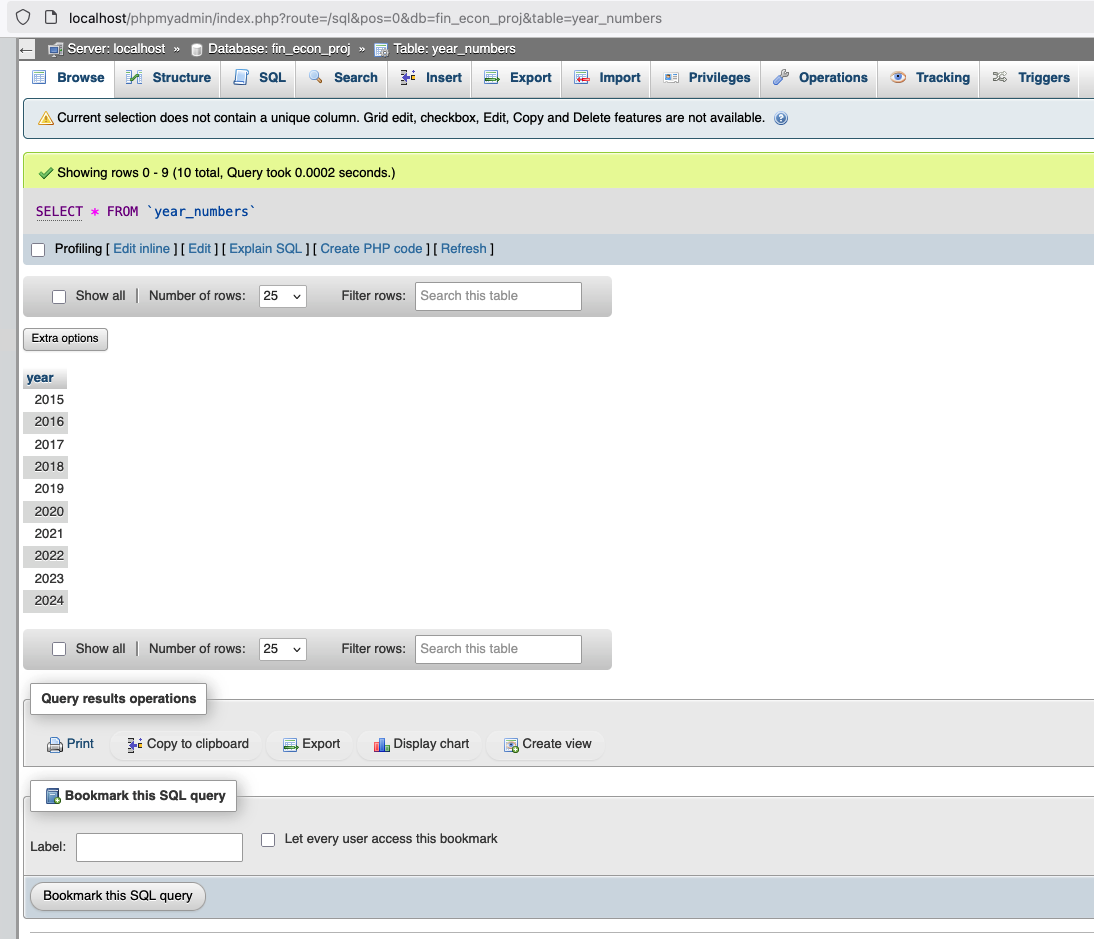 localhost/phpmyadmin/index.php?route=/sql&pos=0&db=fin_econ_proj&table=year_numbers
Server: localhost » Database: fin_econ_proj » Table: year_numbers
Browse Structure SQL Search Insert Export Import Privileges Operations Tracking Triggers
Current selection does not contain a unique column. Grid edit, checkbox, Edit, Copy and Delete features are not available.
Showing rows 0 - 9 (10 total, Query took 0.0002 seconds.)
SELECT * FROM `year_numbers`
Profiling [ Edit inline ] [ Edit ] [ Explain SQL ] [ Create PHP code ] [ Refresh ]
Show all | Number of rows: 25 Filter rows: Search this table
Extra options
year
2015
2016
2017
2018
2019
2020
2021
2022
2023
2024
Show all | Number of rows: 25 Filter rows: Search this table
Query results operations
Print Copy to clipboard Export Display chart Create view
Bookmark this SQL query
Label: Let every user access this bookmark
Bookmark this SQL query